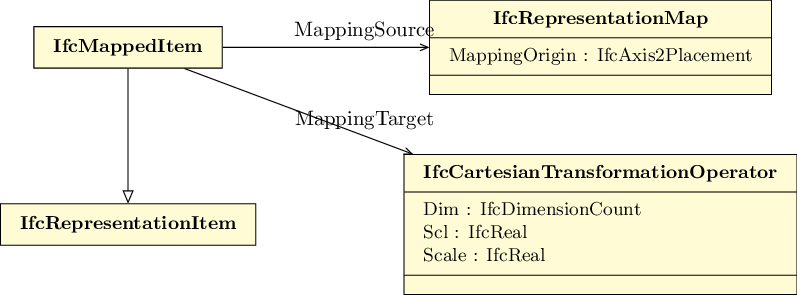 IfcMappedItem
MappingSource
IfcRepresentationMap
MappingOrigin : IfcAxis2Placement
MappingTarget
IfcCartesianTransformationOperator
Dim : IfcDimensionCount
Scl : IfcReal
Scale : IfcReal
IfcRepresentationItem